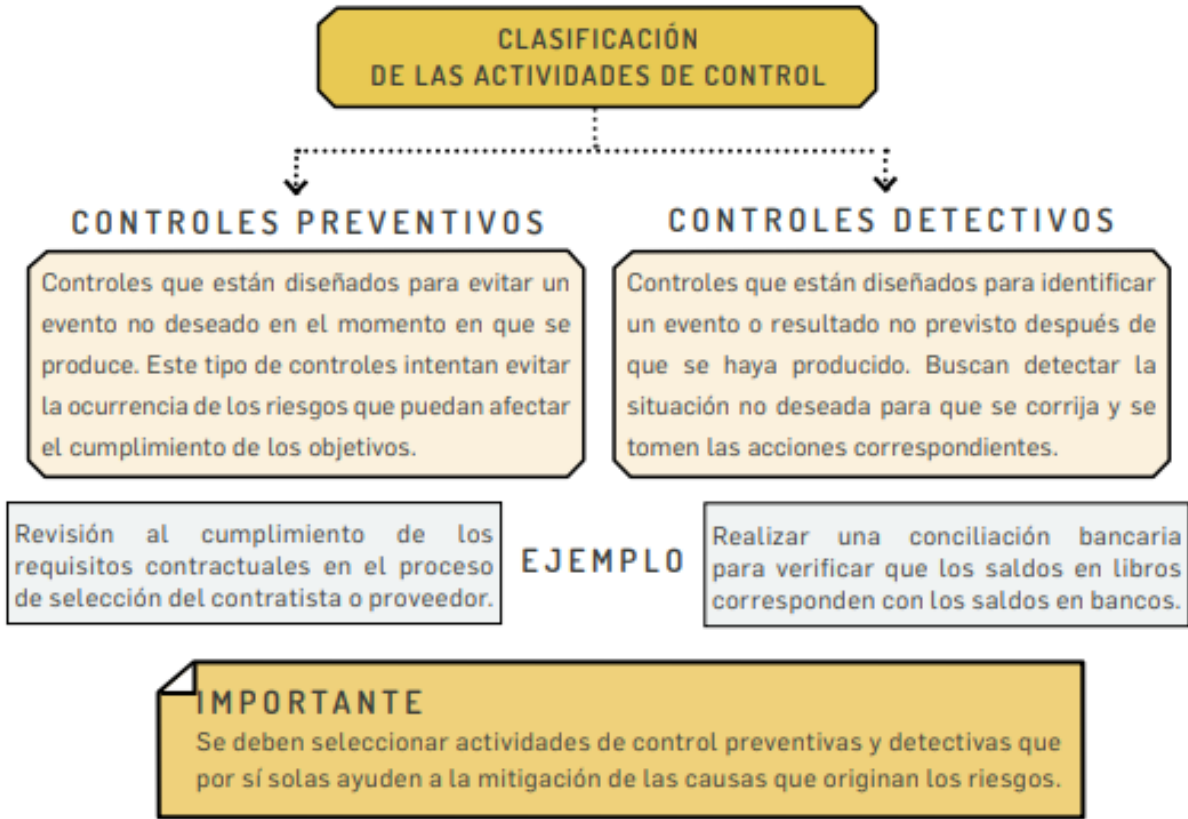 CLASIFICACIÓN
DE LAS ACTIVIDADES DE CONTROL
CONTROLES PREVENTIVOS
Controles que están diseñados para evitar un
evento no deseado en el momento en que se
produce. Este tipo de controles intentan evitar
la ocurrencia de los riesgos que puedan afectar
el cumplimiento de los objetivos.
CONTROLES DETECTIVOS
Controles que están diseñados para identificar
un evento o resultado no previsto después de
que se haya producido. Buscan detectar la
situación no deseada para que se corrija y se
tomen las acciones correspondientes.
Revisión al cumplimiento de los
requisitos contractuales en el proceso
de selección del contratista o proveedor.
EJEMPLO
Realizar una conciliación bancaria
para verificar que los saldos en libros
corresponden con los saldos en bancos.
IMPORTANTE
Se deben seleccionar actividades de control preventivas y detectivas que
por sí solas ayuden a la mitigación de las causas que originan los riesgos.